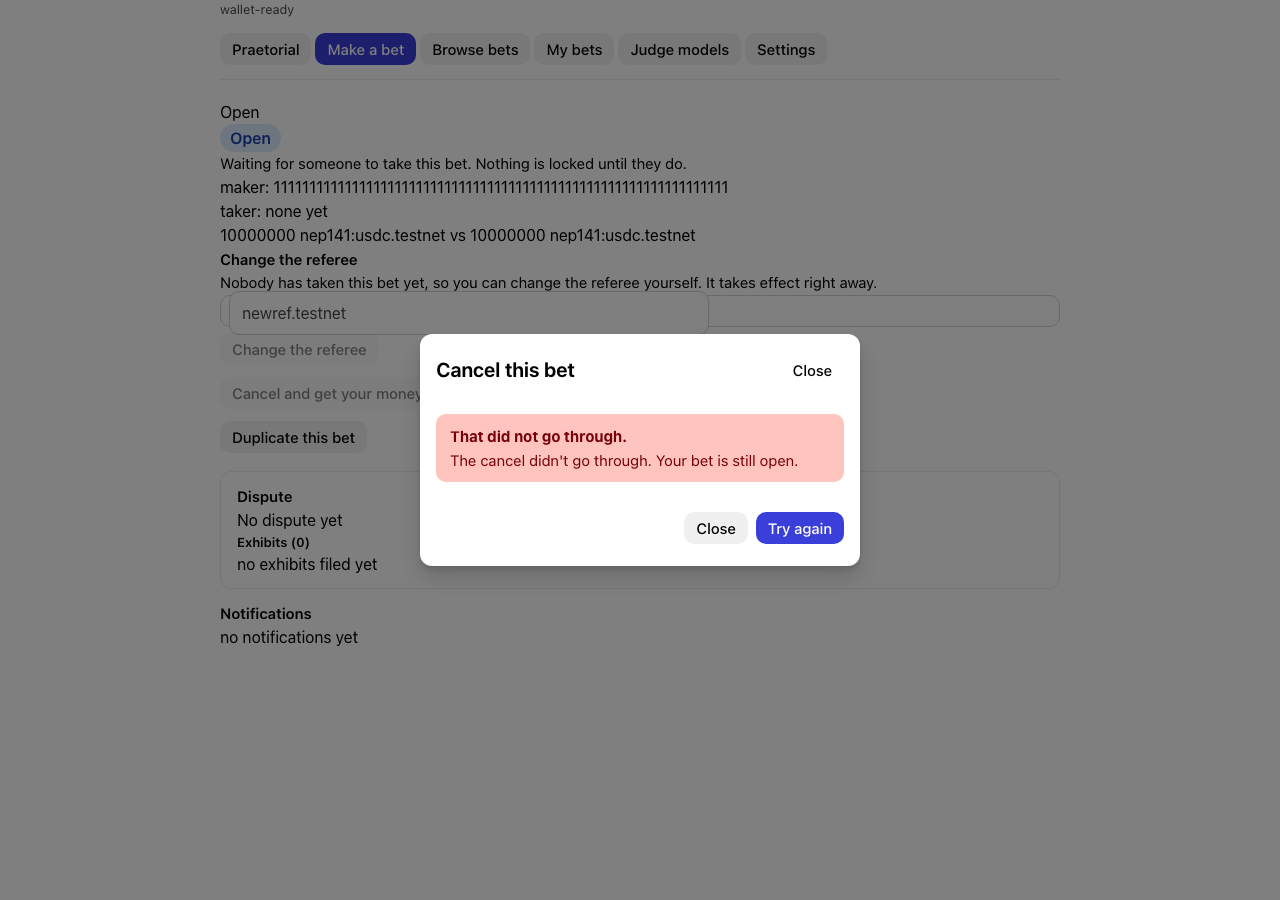 wallet-ready
Praetorial Make a bet Browse bets My bets Judge models Settings
Open
Open
Waiting for someone to take this bet. Nothing is locked until they do.
maker: 1111111111111111111111111111111111111111111111111111111111111111
taker: none yet
10000000 nep141:usdc.testnet vs 10000000 nep141:usdc.testnet
Change the referee
Nobody has taken this bet yet, so you can change the referee yourself. It takes effect right away.
newref.testnet
Change the referee
Cancel and get your money
Duplicate this bet
Cancel this bet
Close
That did not go through.
The cancel didn't go through. Your bet is still open.
Close Try again
Dispute
No dispute yet
Exhibits (0)
no exhibits filed yet
Notifications
no notifications yet